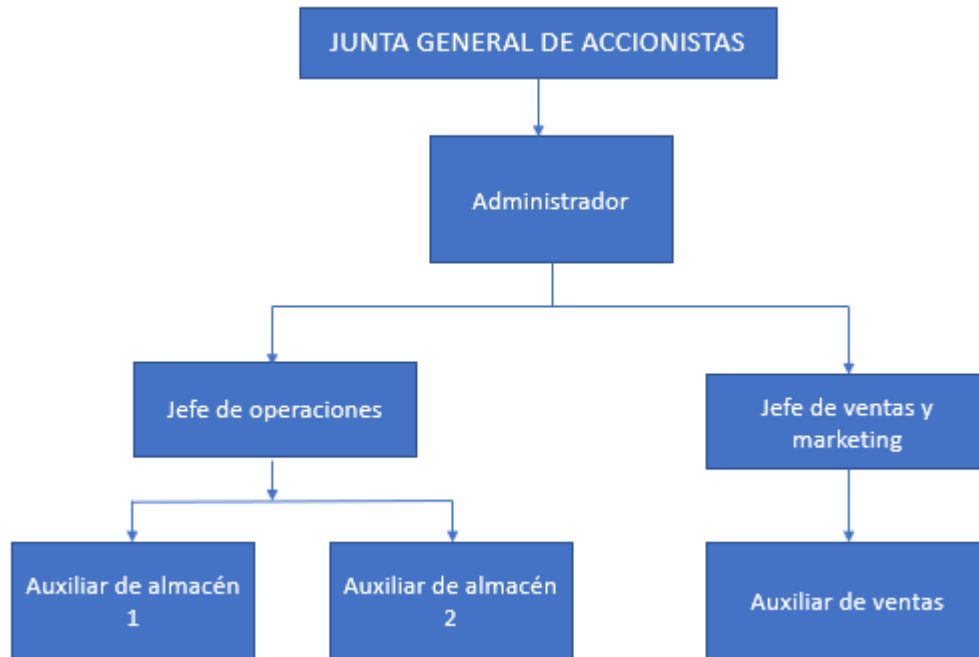 JUNTA GENERAL DE ACCIONISTAS
Administrador
Jefe de operaciones
Jefe de ventas y
marketing
Auxiliar de almacén
1
Auxiliar de almacén
2
Auxiliar de ventas